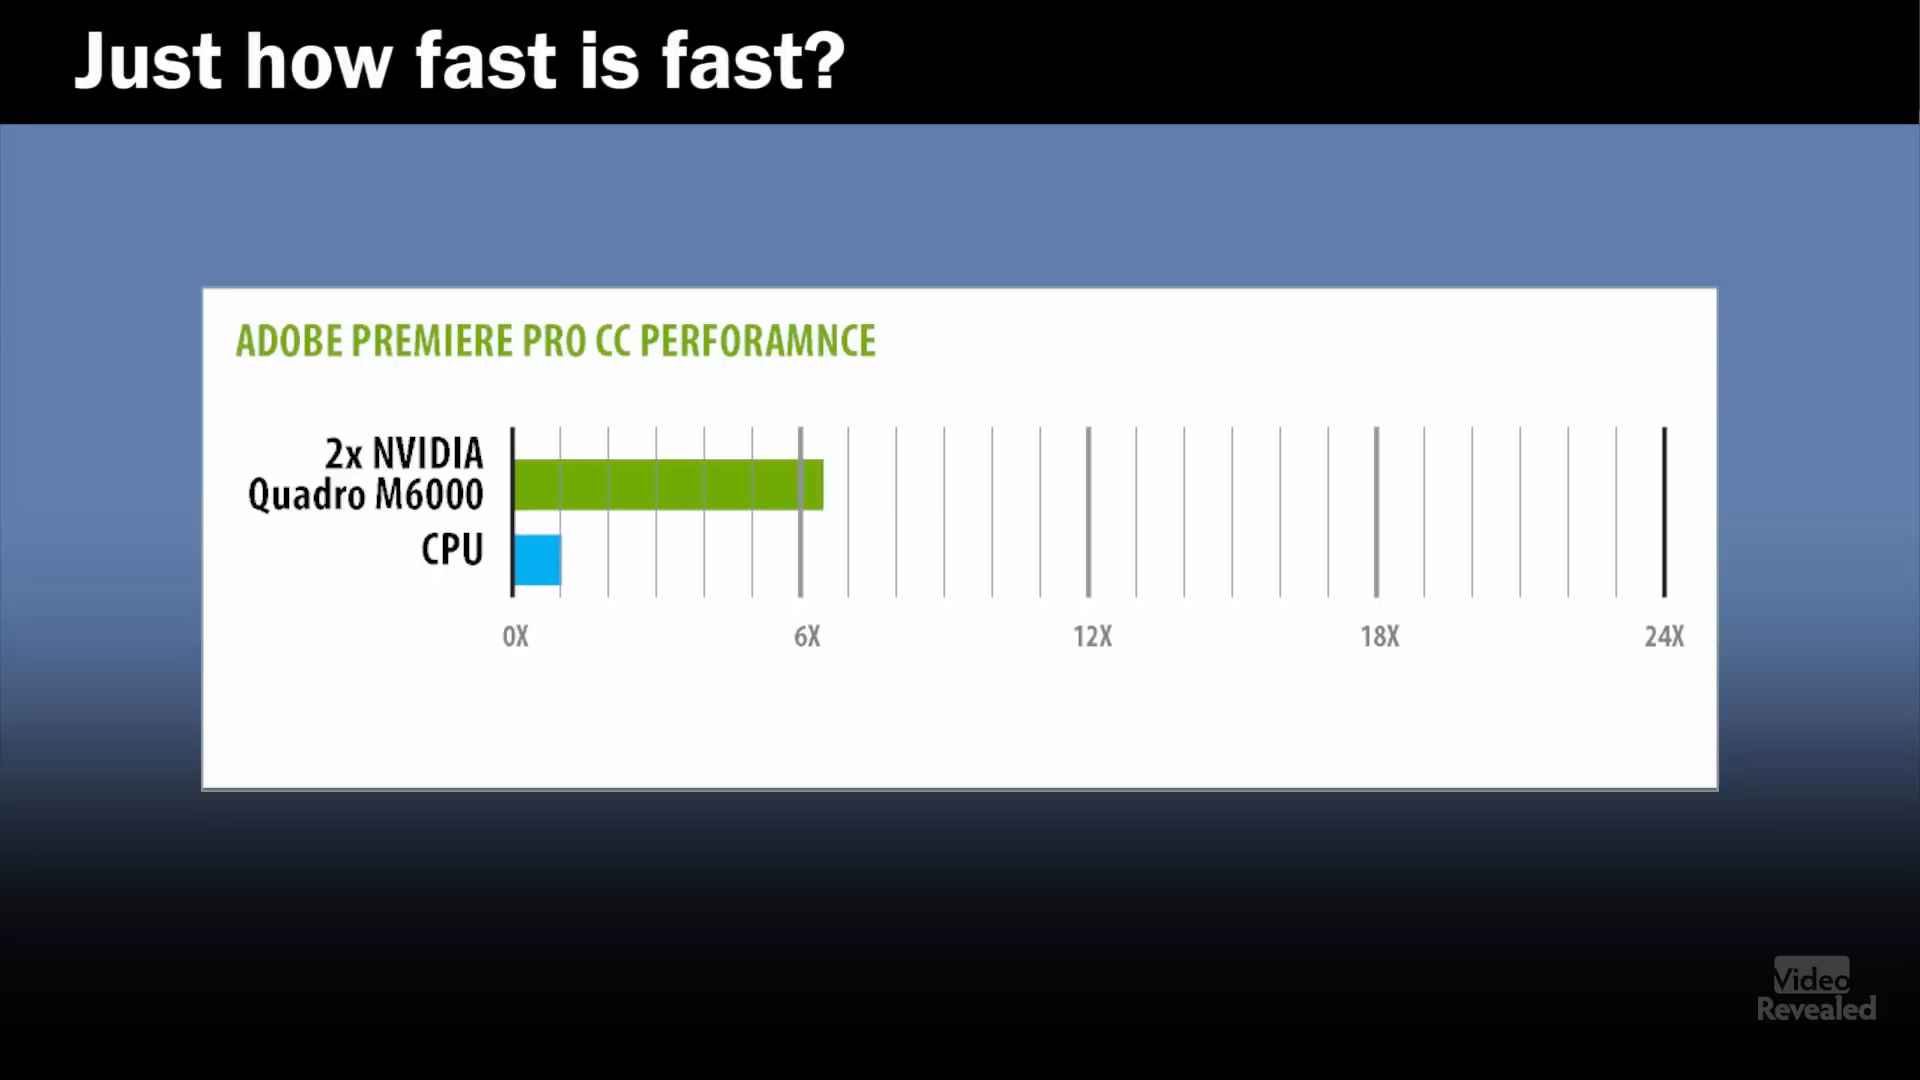 Just how fast is fast?
ADOBE PREMIERE PRO CC PERFORAMNCE
2x NVIDIA
Quadro M6000
CPU
0X 6X 12X 18X 24X
Video
Revealed